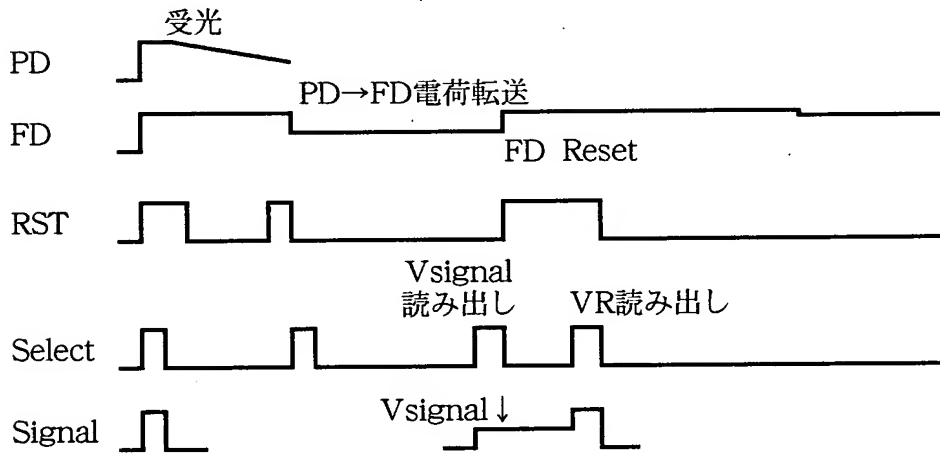 受光
PD
PD→FD電荷転送
FD
FD Reset
RST
Vsignal
読み出し
VR読み出し
Select
Vsignal↓
Signal